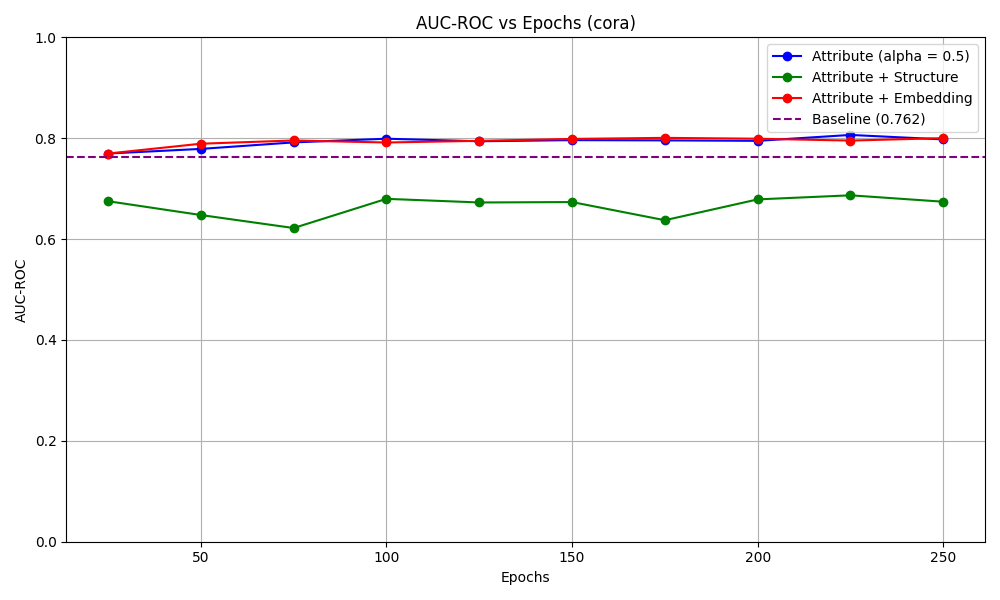 AUC-ROC vs Epochs (cora)
Attribute (alpha = 0.5)
Attribute + Structure
Attribute + Embedding
Baseline (0.762)
AUC-ROC
1.0
0.8
0.6
0.4
0.2
0.0
50 100 150 200 250
Epochs